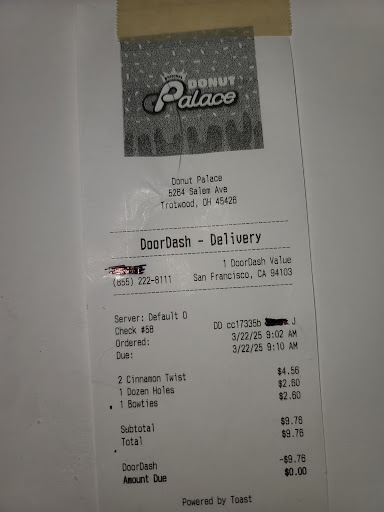 DONUT
Palace
Donut Palace
5264 Salem Ave
Trotwood, OH 45426
DoorDash - Delivery
1 DoorDash Value
(855) 222-8111 San Francisco, CA 94103
Server: Default O
Check #58 DD cc17335b J
Ordered: 3/22/25 9:02 AM
Due: 3/22/25 9:10 AM
2 Cinnamon Twist $4.56
1 Dozen Holes $2.60
1 Bowties $2.60
Subtotal $9.76
Total $9.76
DoorDash -$9.76
Amount Due $0.00
Powered by Toast